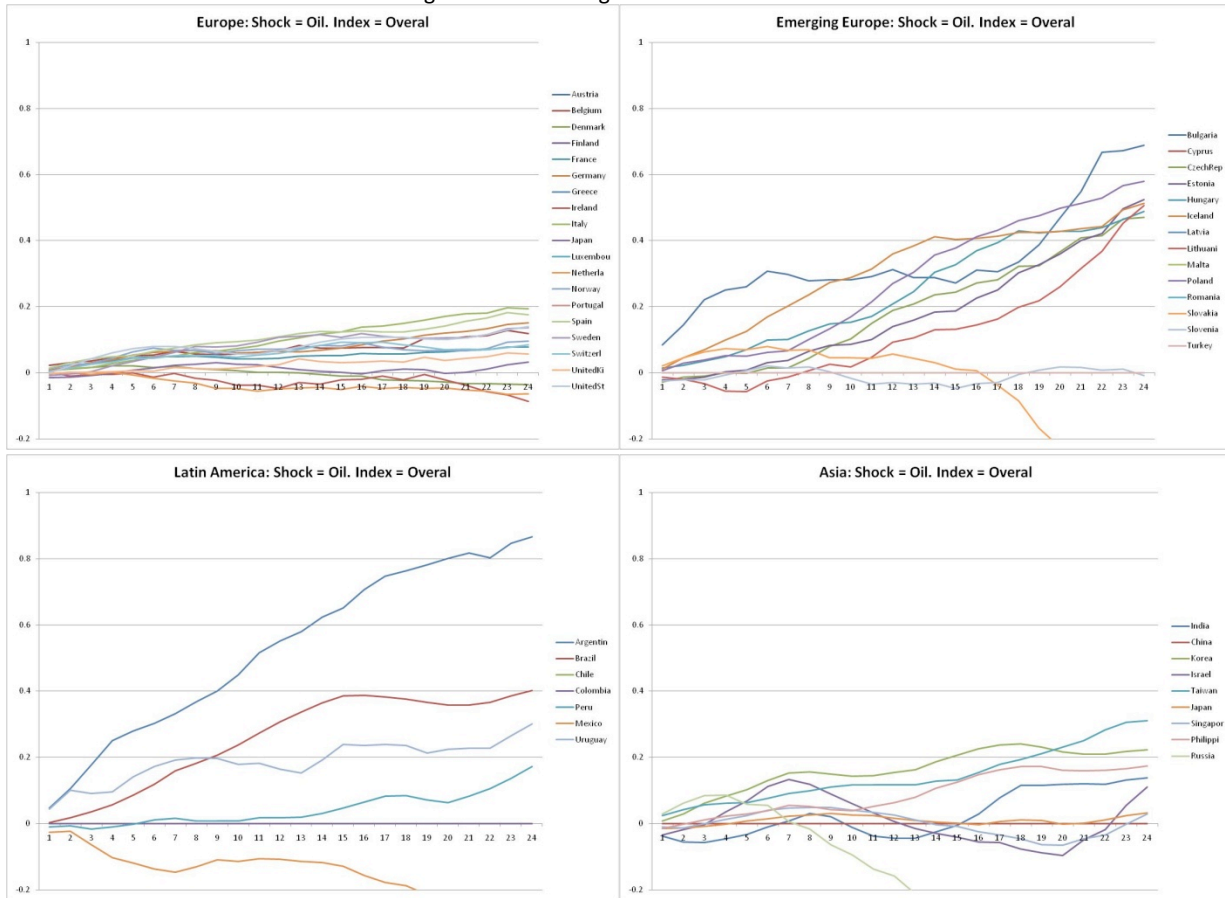 Europe: Shock = Oil. Index = Overal
1
0.8
0.6
0.4
0.2
0
-0.2
1 2 3 4 5 6 7 8 9 10 11 12 13 14 15 16 17 18 19 20 21 22 23 24
Austria
Belgium
Denmark
Finland
France
Germany
Greece
Ireland
Italy
Japan
Luxembou
Netherla
Norway
Portugal
Spain
Sweden
Switzerl
UnitedKi
UnitedSt
Emerging Europe: Shock = Oil. Index = Overal
1
0.8
0.6
0.4
0.2
0
-0.2
1 2 3 4 5 6 7 8 9 10 11 12 13 14 15 16 17 18 19 20 21 22 23 24
Bulgaria
Cyprus
CzechRep
Estonia
Hungary
Iceland
Latvia
Lithuani
Malta
Poland
Romania
Slovakia
Slovenia
Turkey
Latin America: Shock = Oil. Index = Overal
1
0.8
0.6
0.4
0.2
0
-0.2
1 2 3 4 5 6 7 8 9 10 11 12 13 14 15 16 17 18 19 20 21 22 23 24
Argentin
Brazil
Chile
Colombia
Peru
Mexico
Uruguay
Asia: Shock = Oil. Index = Overal
1
0.8
0.6
0.4
0.2
0
-0.2
1 2 3 4 5 6 7 8 9 10 11 12 13 14 15 16 17 18 19 20 21 22 23 24
India
China
Korea
Israel
Taiwan
Japan
Singapor
Philippi
Russia